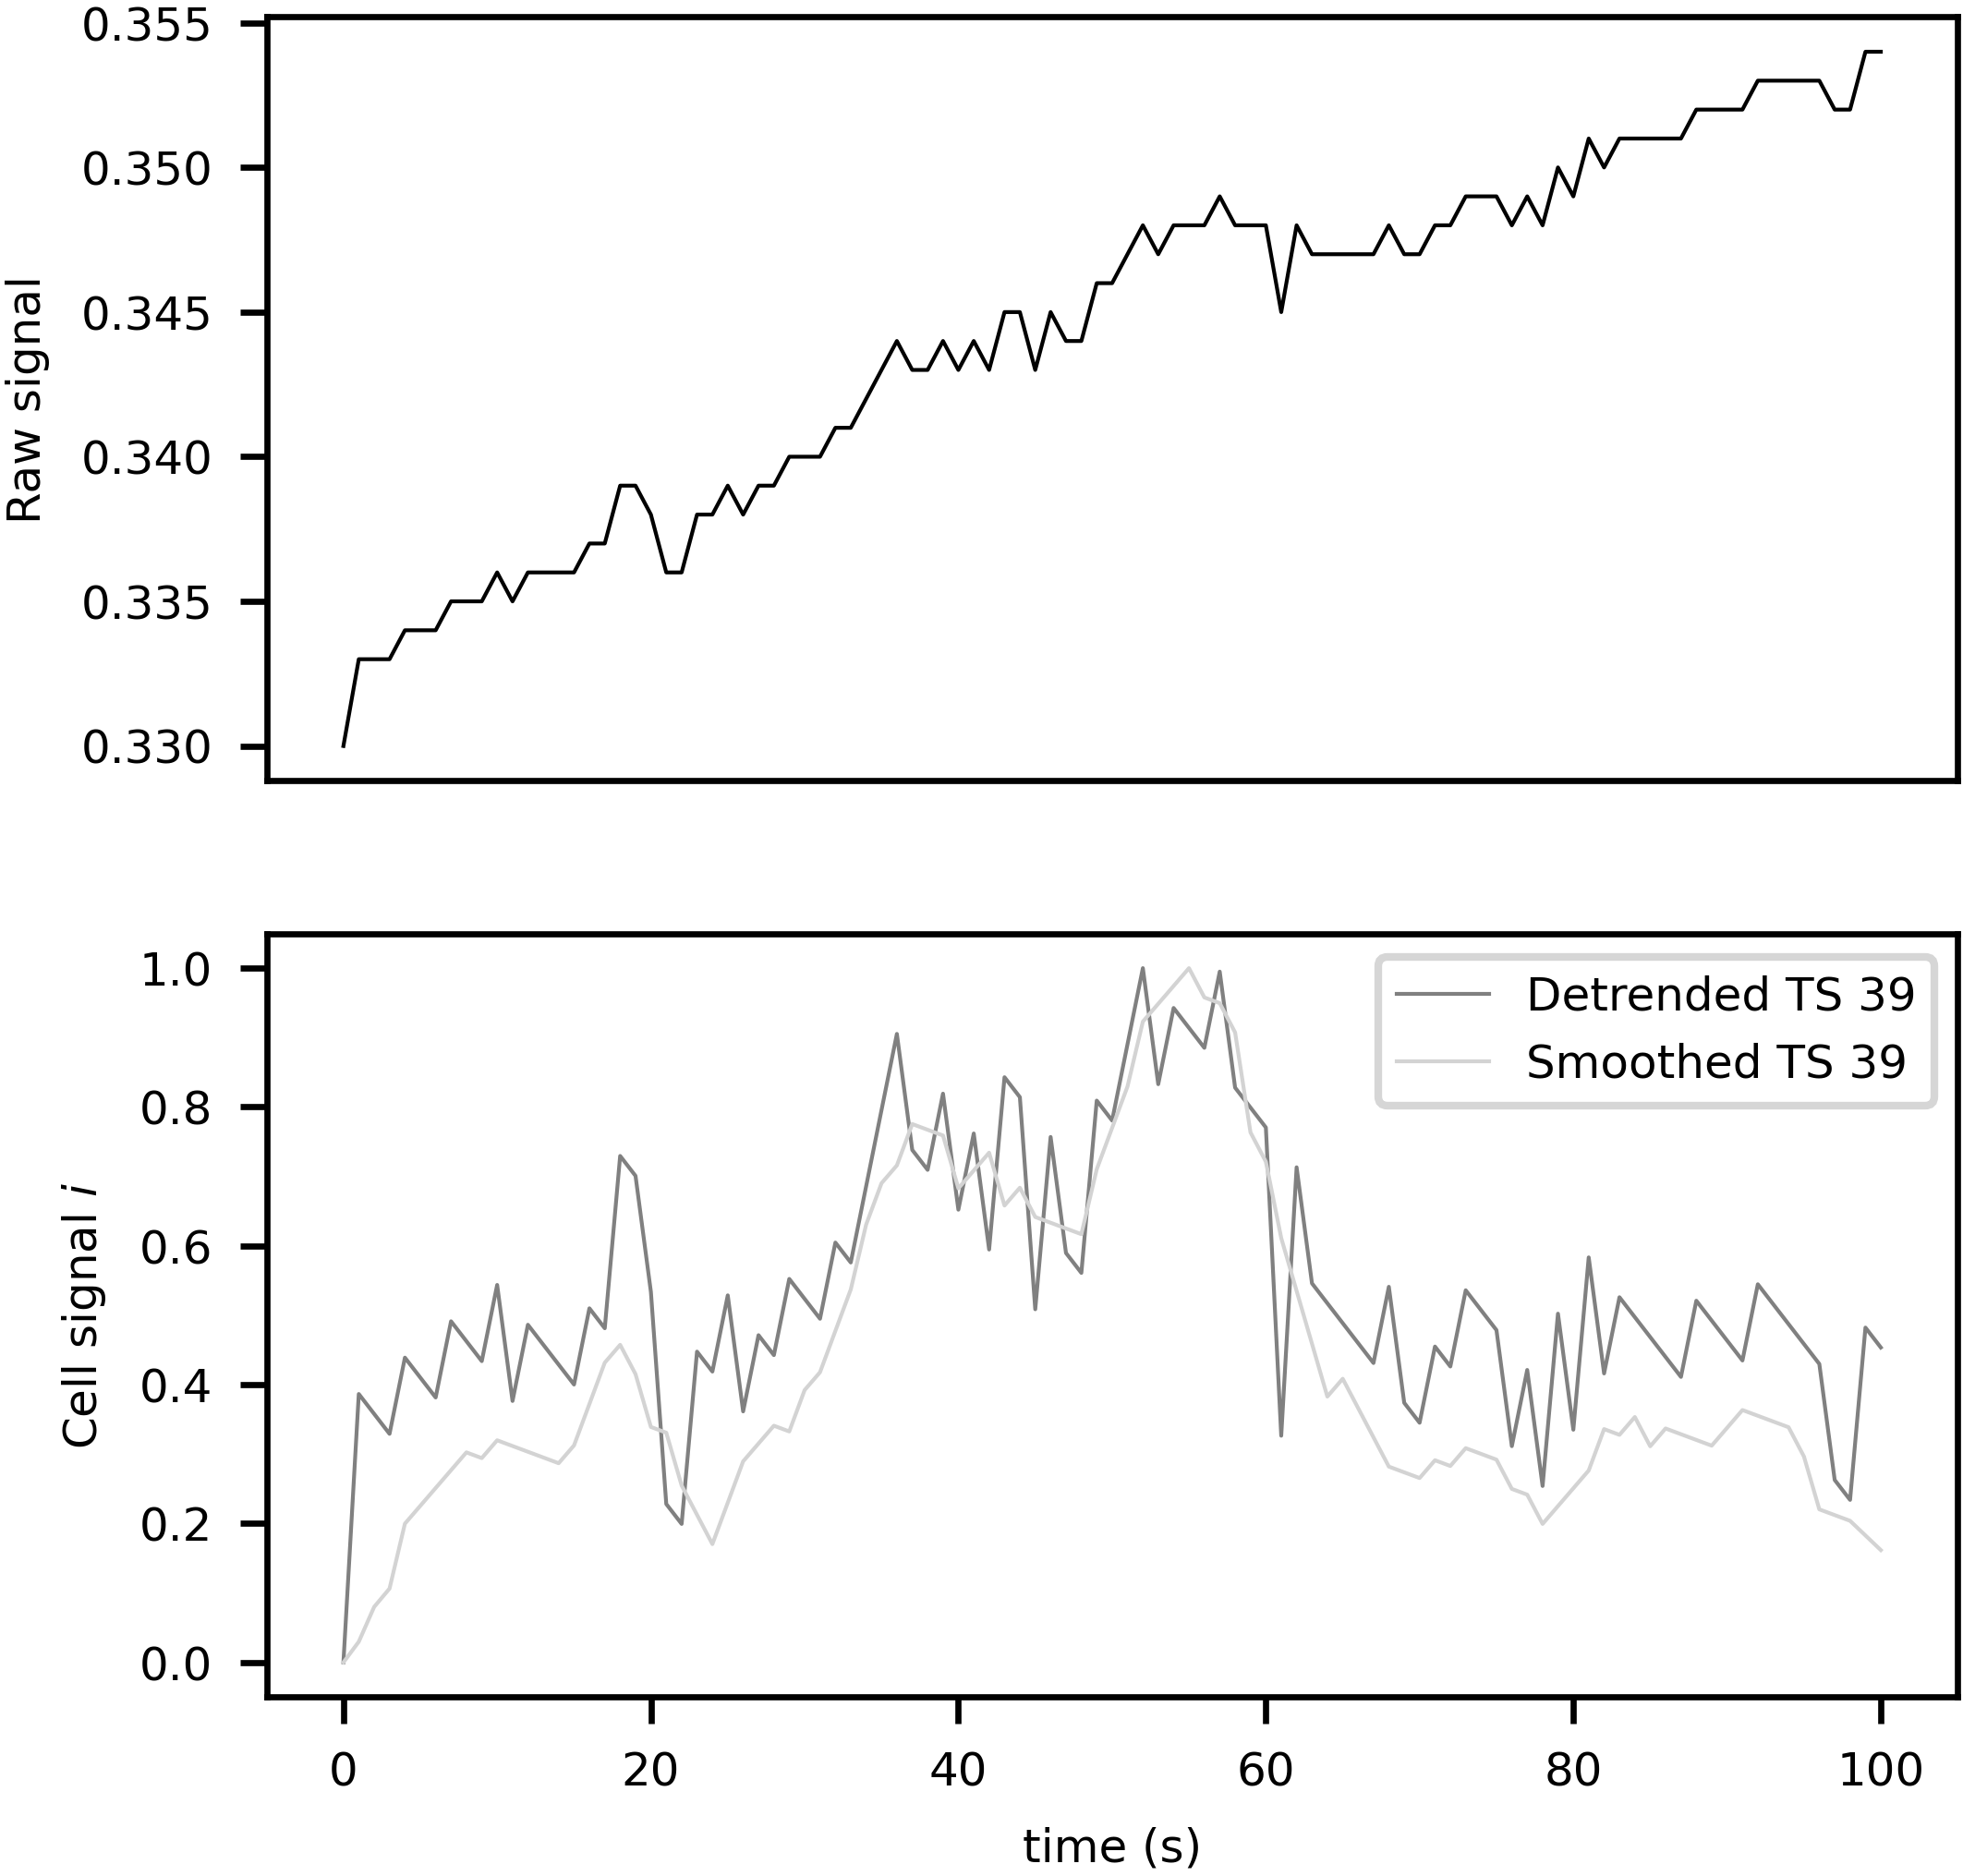 0.355
0.350
0.345
0.340
0.335
0.330
Raw signal
1.0
0.8
0.6
0.4
0.2
0.0
Cell signal i
Detrended TS 39
Smoothed TS 39
0 20 40 60 80 100
time (s)